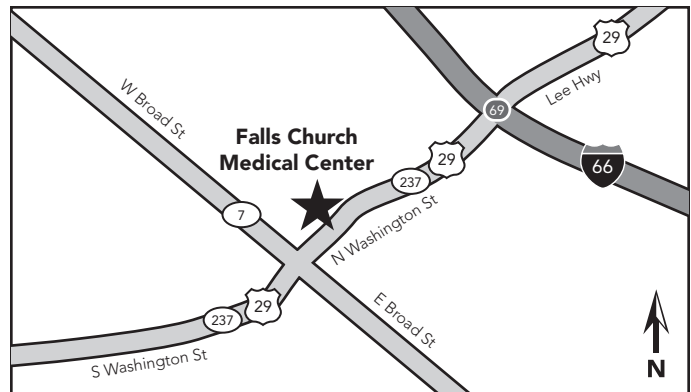 29
Lee Hwy
W Broad St
69
Falls Church
Medical Center
29
66
237
7
N Washington St
29
237
E Broad St
S Washington St
N